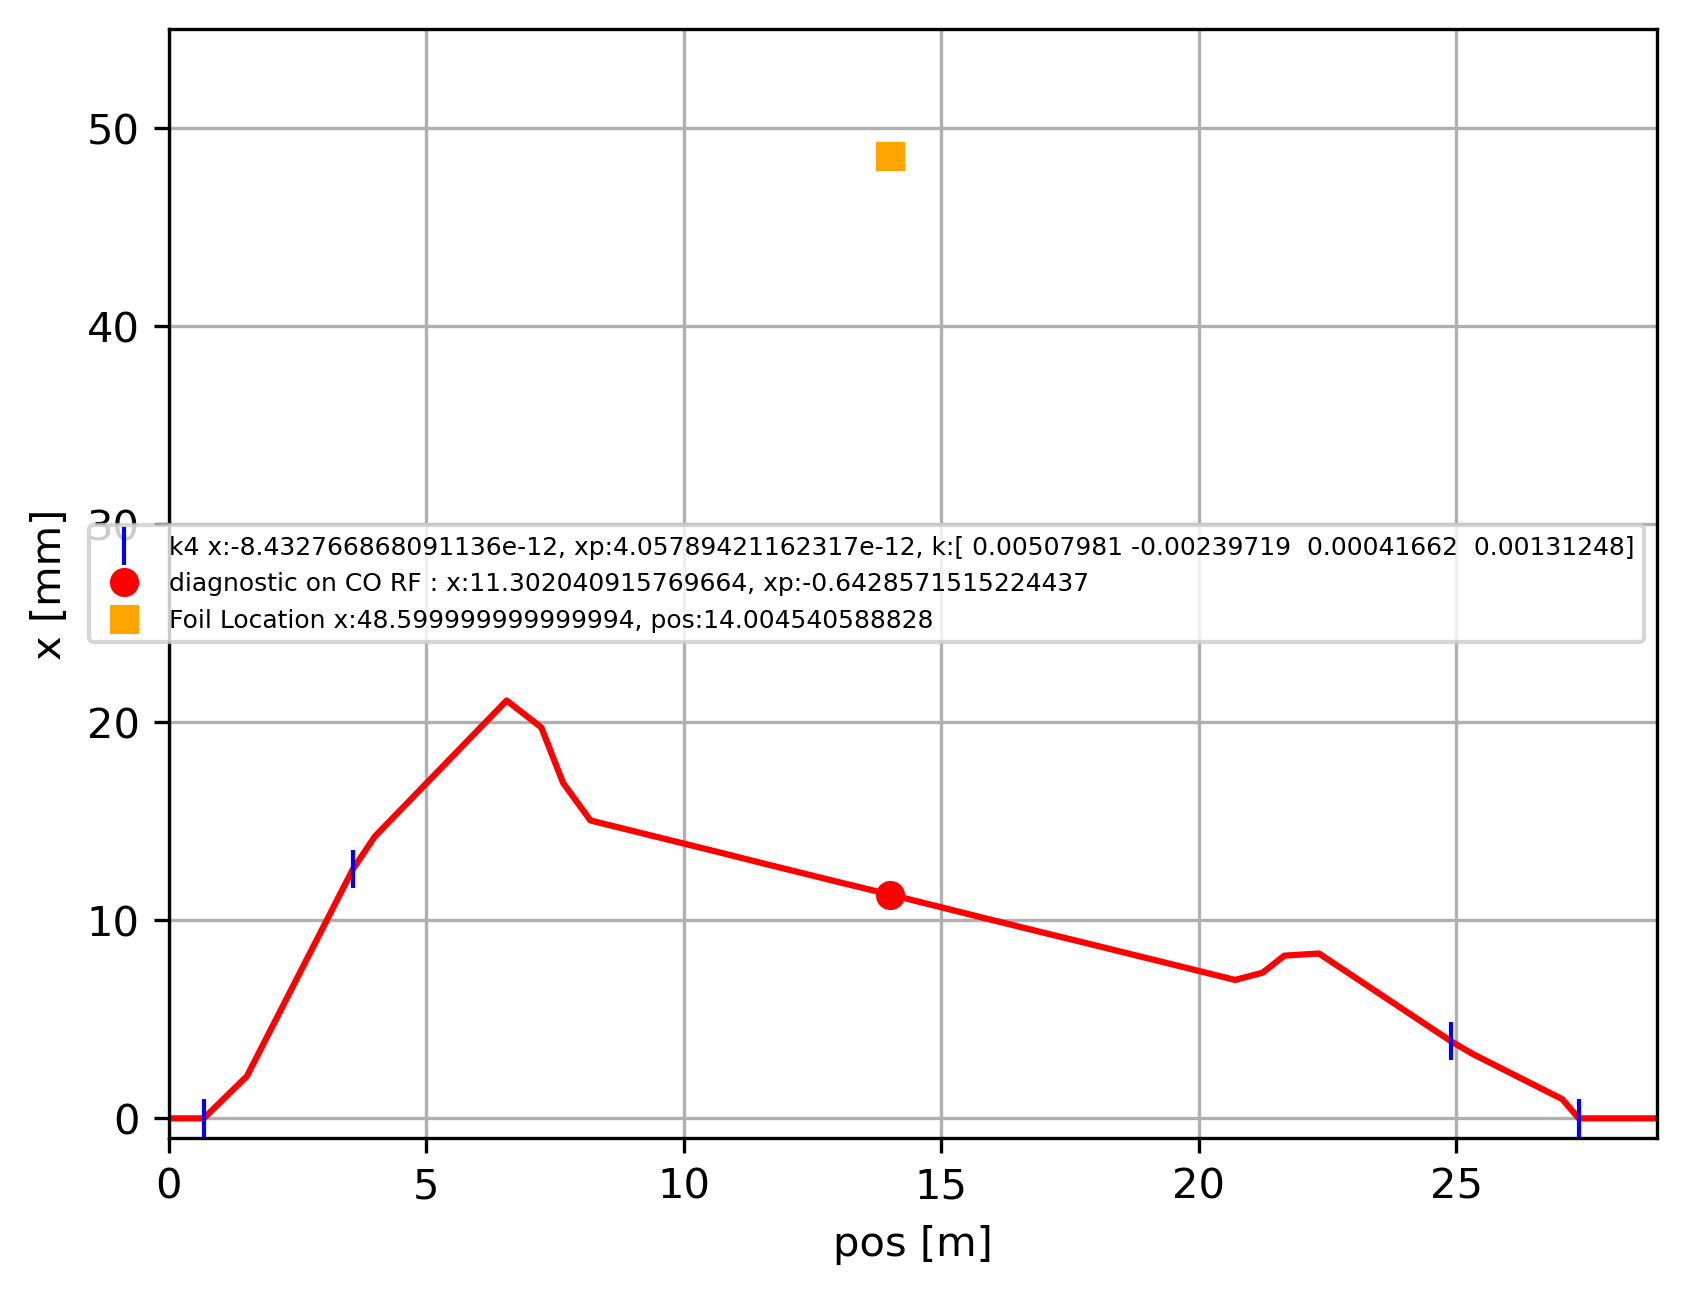 50
40
30
20
10
0
x [mm]
k4 x:-8.432766868091136e-12, xp:4.05789421162317e-12, k:[ 0.00507981 -0.00239719  0.00041662  0.00131248]
diagnostic on CO RF : x:11.302040915769664, xp:-0.6428571515224437
Foil Location x:48.599999999999994, pos:14.004540588828
0 5 10 15 20 25
pos [m]